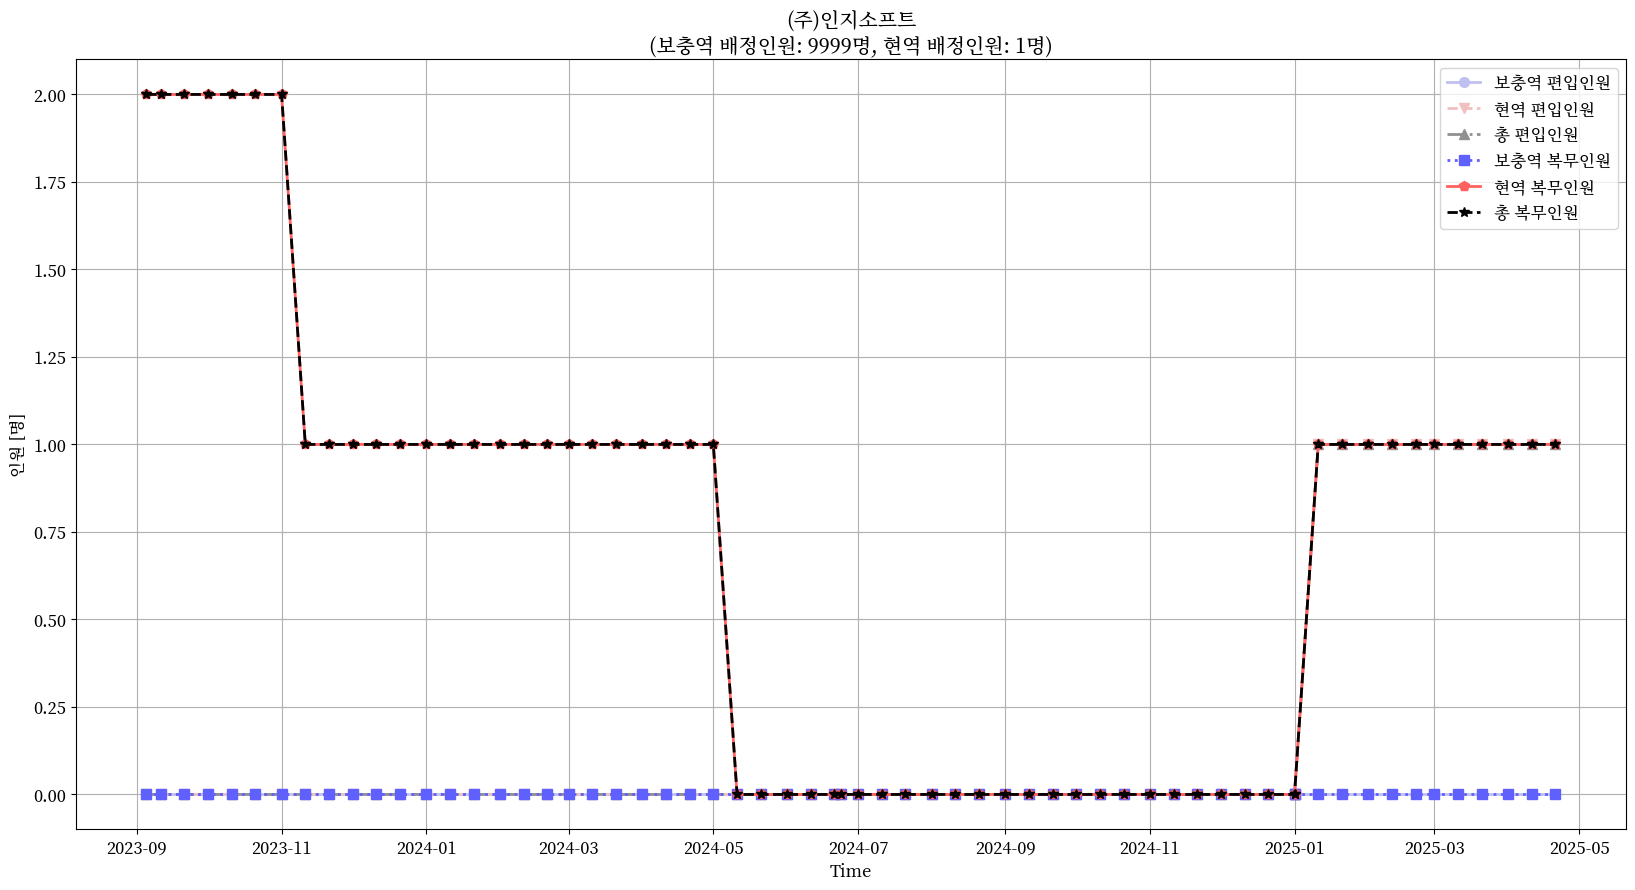 (주)인지소프트
(보충역 배정인원: 9999명, 현역 배정인원: 1명)
보충역 편입인원
현역 편입인원
총 편입인원
보충역 복무인원
현역 복무인원
총 복무인원
인원 [명]
2.00
1.75
1.50
1.25
1.00
0.75
0.50
0.25
0.00
2023-09
2023-11
2024-01
2024-03
2024-05
2024-07
2024-09
2024-11
2025-01
2025-03
2025-05
Time